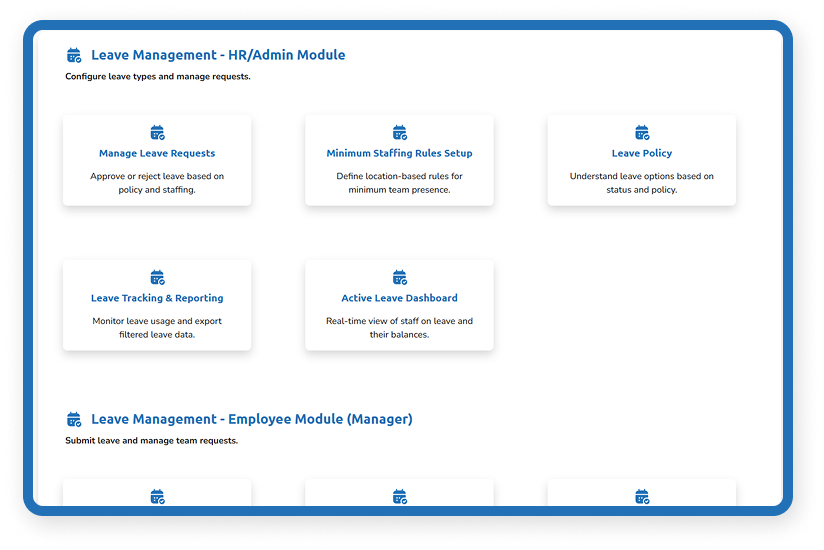 Leave Management - HR/Admin Module
Configure leave types and manage requests.
Manage Leave Requests
Approve or reject leave based on
policy and staffing.
Minimum Staffing Rules Setup
Define location-based rules for
minimum team presence.
Leave Policy
Understand leave options based on
status and policy.
Leave Tracking & Reporting
Monitor leave usage and export
filtered leave data.
Active Leave Dashboard
Real-time view of staff on leave and
their balances.
Leave Management - Employee Module (Manager)
Submit leave and manage team requests.